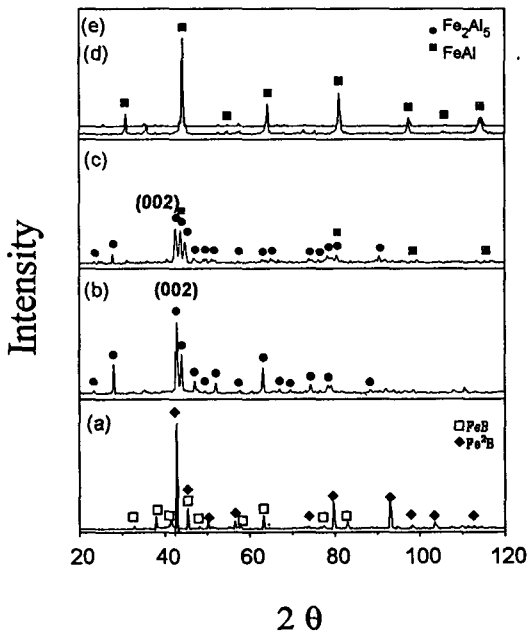 (e)
Fe₂Al₅
(d)
FeAl
(c)
(002)
(b)
(002)
(a)
FeB
Fe²B
Intensity
20 40 60 80 100 120
2 θ